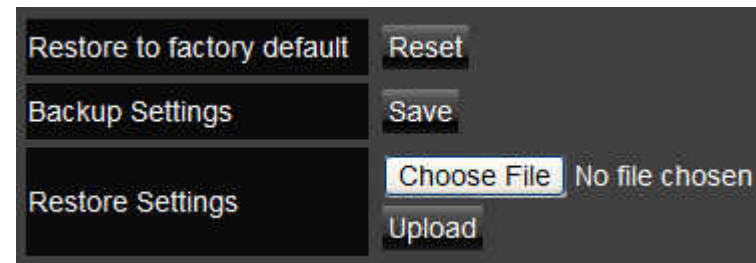 Restore to factory default Reset
Backup Settings Save
Restore Settings Choose File No file chosen
Upload